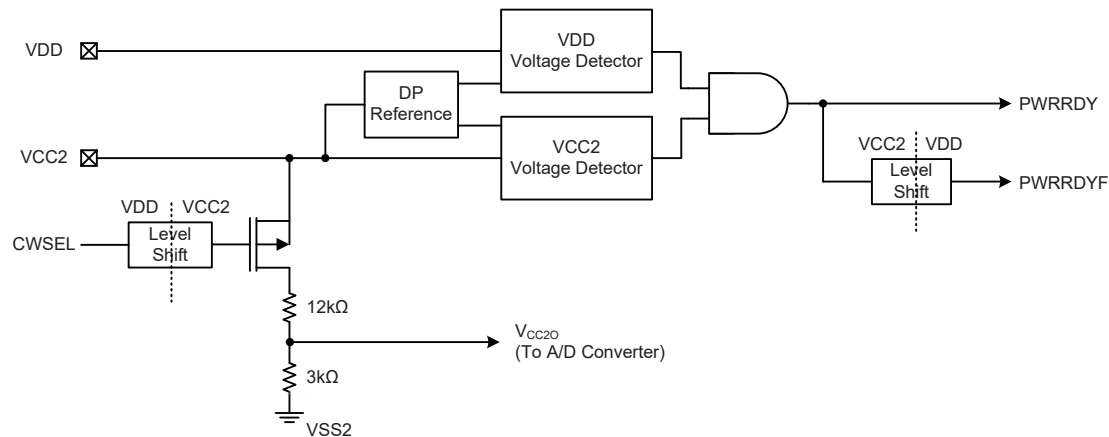 VDD
VDD
Voltage Detector
DP
Reference
PWRRDY
VCC2
VCC2
Voltage Detector
VCC2 VDD
Level
Shift
PWRRDYF
VDD VCC2
CWSEL
Level
Shift
12kΩ
VCC2O
(To A/D Converter)
3kΩ
VSS2